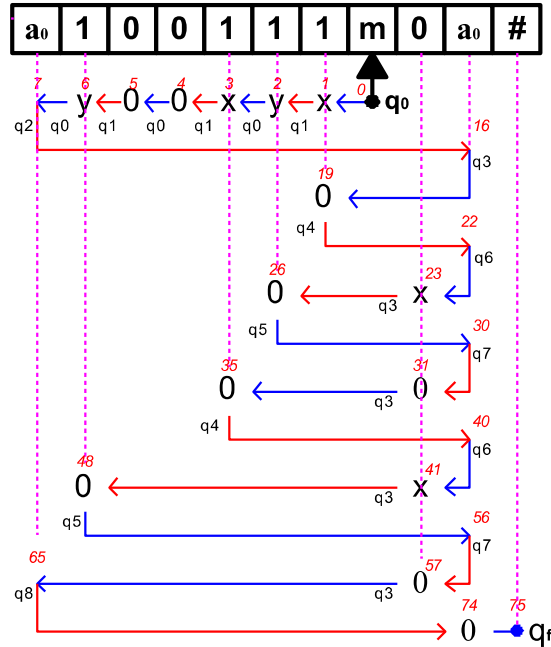 a₀ 1 0 0 1 1 1 m 0 a₀ #
7 6 5 4 3 2 1 0
y 0 0 x y x q₀
q2 q0 q1 q0 q1 q0 q1 16
q3
19
0
q4 22
q6
26 23
0 q3 x
q5 30
q7
35 31
0 q3 0
q4 40
q6
48 41
0 q3 x
q5 56
q7
65 57
q8 q3 0
74 75
0 qf